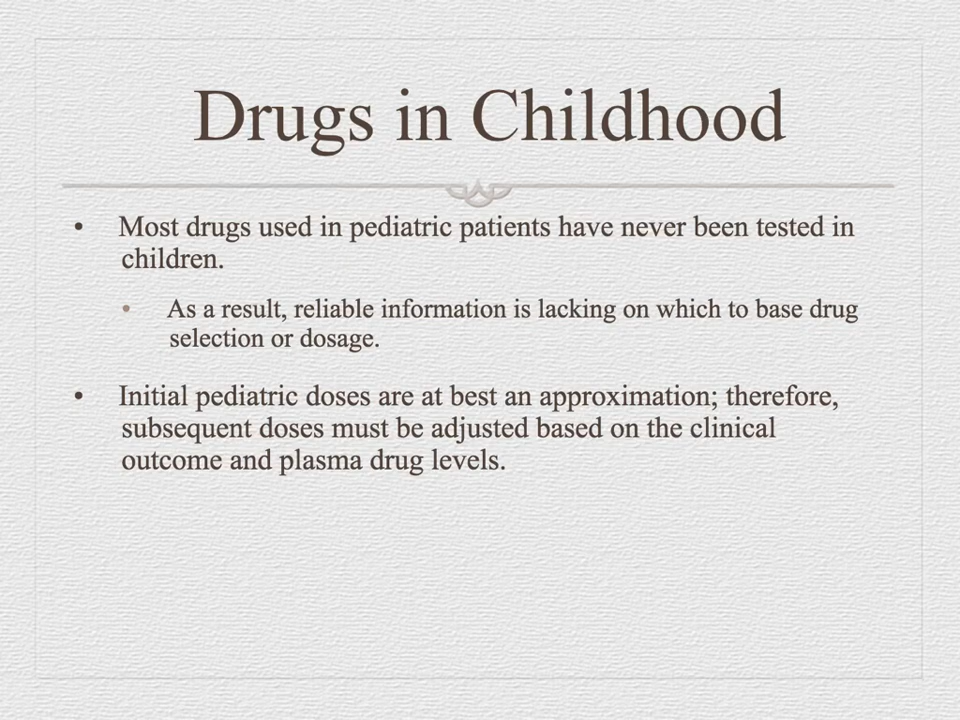 Drugs in Childhood
• Most drugs used in pediatric patients have never been tested in
children.
• As a result, reliable information is lacking on which to base drug
selection or dosage.
• Initial pediatric doses are at best an approximation; therefore,
subsequent doses must be adjusted based on the clinical
outcome and plasma drug levels.